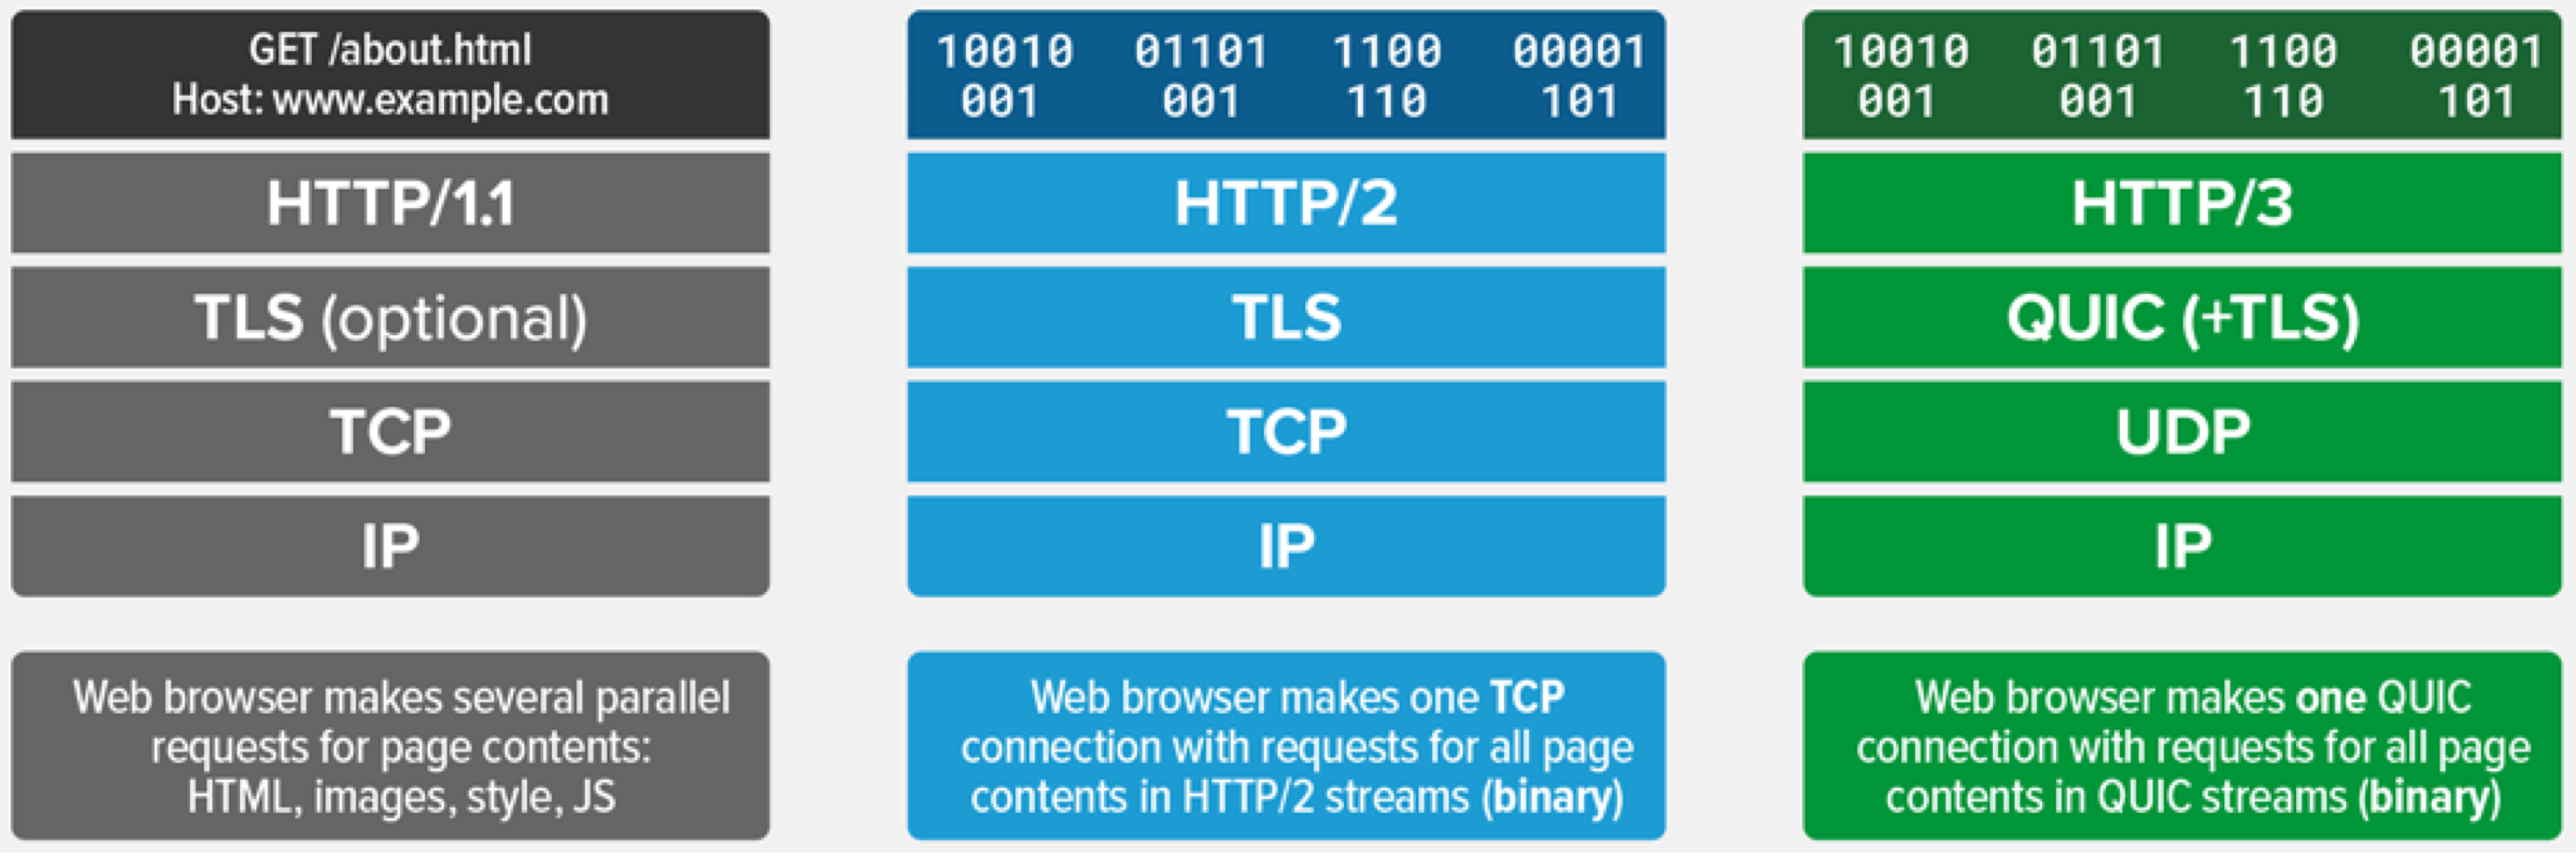 GET /about.html
Host: www.example.com
HTTP/1.1
TLS (optional)
TCP
IP
Web browser makes several parallel
requests for page contents:
HTML, images, style, JS
10010 01101 1100 00001
001 001 110 101
HTTP/2
TLS
TCP
IP
Web browser makes one TCP
connection with requests for all page
contents in HTTP/2 streams (binary)
10010 01101 1100 00001
001 001 110 101
HTTP/3
QUIC (+TLS)
UDP
IP
Web browser makes one QUIC
connection with requests for all page
contents in QUIC streams (binary)